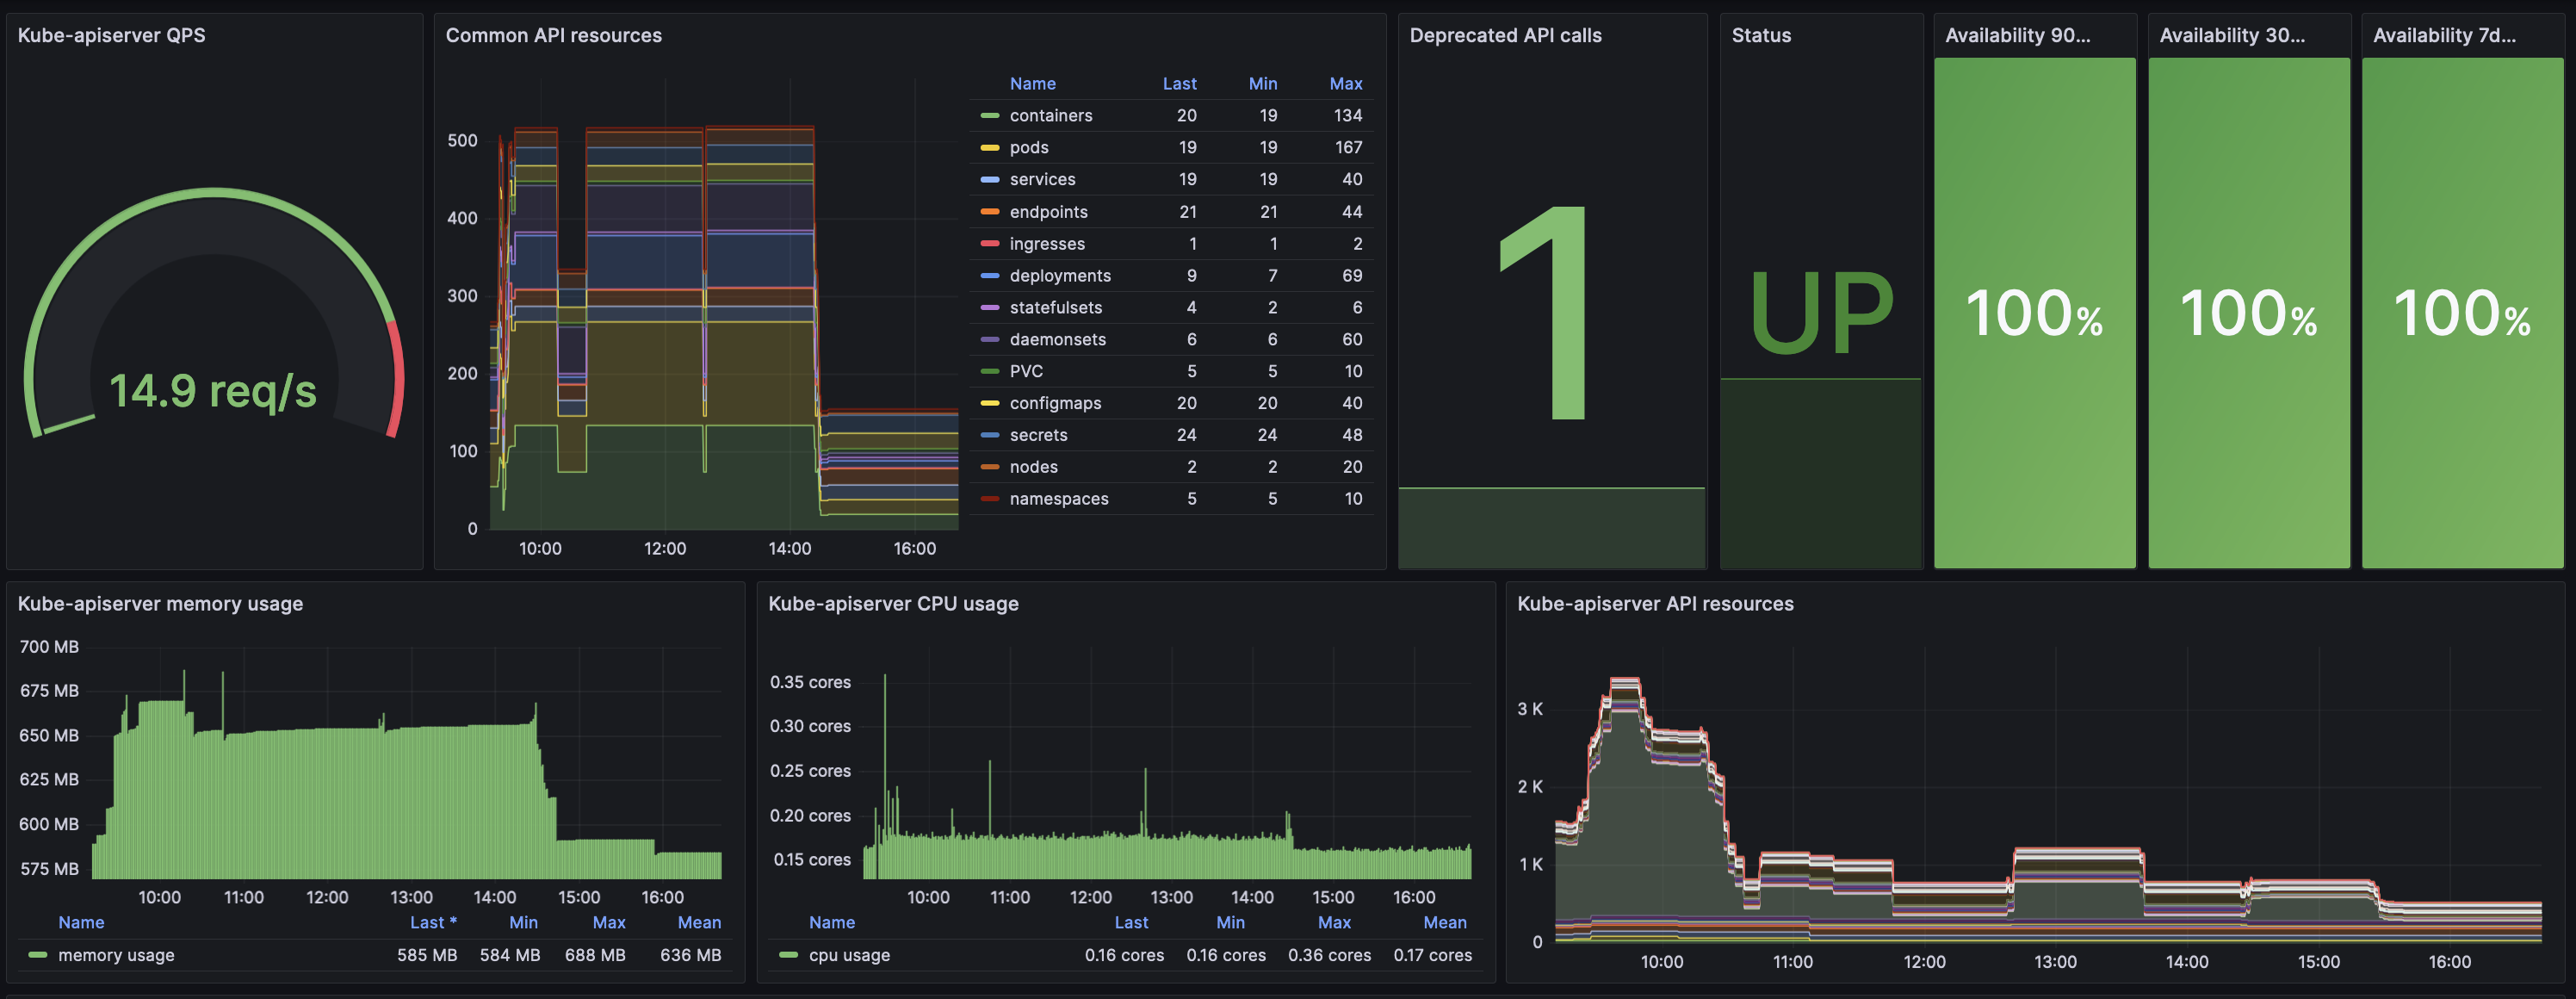 Kube-apiserver QPS
14.9 req/s
Common API resources
500
400
300
200
100
0
10:00 12:00 14:00 16:00
Name Last Min Max
containers 20 19 134
pods 19 19 167
services 19 19 40
endpoints 21 21 44
ingresses 1 1 2
deployments 9 7 69
statefulsets 4 2 6
daemonsets 6 6 60
PVC 5 5 10
configmaps 20 20 40
secrets 24 24 48
nodes 2 2 20
namespaces 5 5 10
Deprecated API calls
1
Status
UP
Availability 90...
100%
Availability 30...
100%
Availability 7d...
100%
Kube-apiserver memory usage
700 MB
675 MB
650 MB
625 MB
600 MB
575 MB
10:00 11:00 12:00 13:00 14:00 15:00 16:00
Name Last * Min Max Mean
memory usage 585 MB 584 MB 688 MB 636 MB
Kube-apiserver CPU usage
0.35 cores
0.30 cores
0.25 cores
0.20 cores
0.15 cores
10:00 11:00 12:00 13:00 14:00 15:00 16:00
Name Last Min Max Mean
cpu usage 0.16 cores 0.16 cores 0.36 cores 0.17 cores
Kube-apiserver API resources
3 K
2 K
1 K
0
10:00 11:00 12:00 13:00 14:00 15:00 16:00